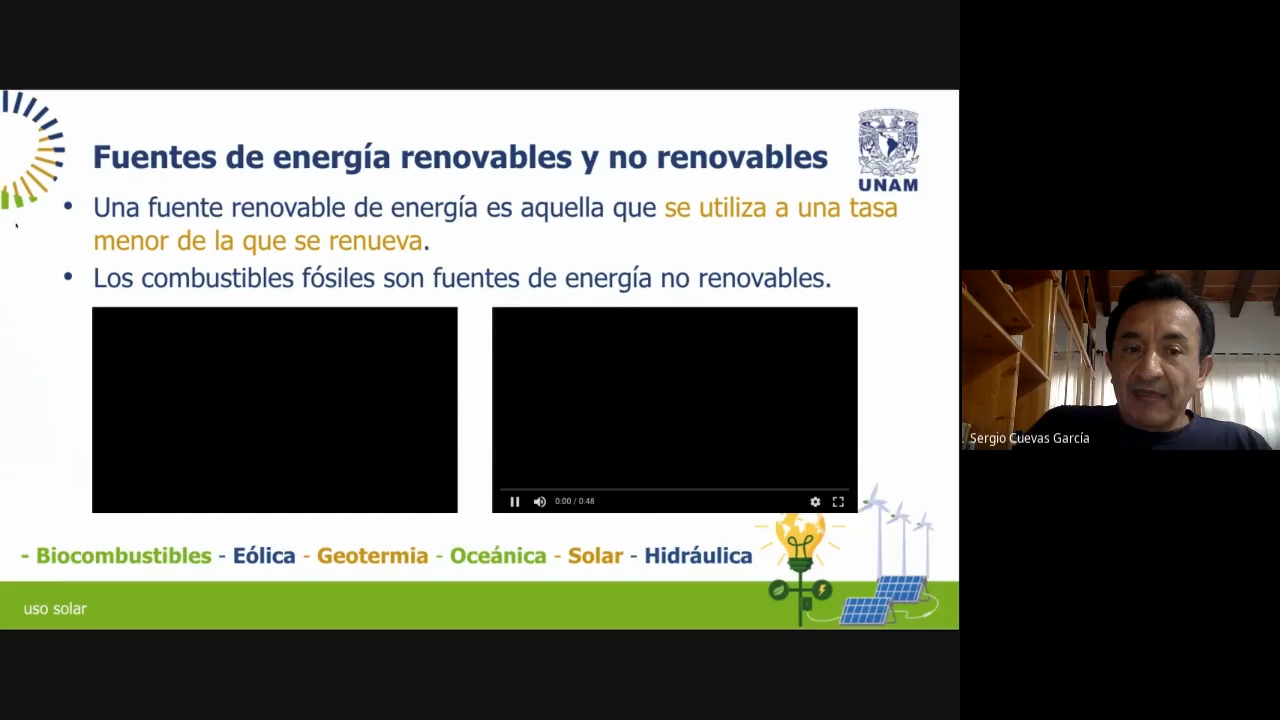 Fuentes de energía renovables y no renovables
UNAM
• Una fuente renovable de energía es aquella que se utiliza a una tasa
menor de la que se renueva.
• Los combustibles fósiles son fuentes de energía no renovables.
0:00 / 0:48
Sergio Cuevas García
- Biocombustibles - Eólica - Geotermia - Oceánica - Solar - Hidráulica
uso solar